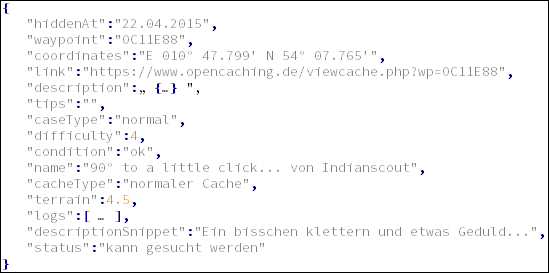 {
"hiddenAt":"22.04.2015",
"waypoint":"OC11E88",
"coordinates":"E 010° 47.799' N 54° 07.765'",
"link":"https://www.opencaching.de/viewcache.php?wp=OC11E88",
"description":„ {…} ",
"tips":"",
"caseType":"normal",
"difficulty":4,
"condition":"ok",
"name":"90° to a little click... von Indianscout",
"cacheType":"normaler Cache",
"terrain":4.5,
"logs":[ … ],
"descriptionSnippet":"Ein bisschen klettern und etwas Geduld...",
"status":"kann gesucht werden"
}